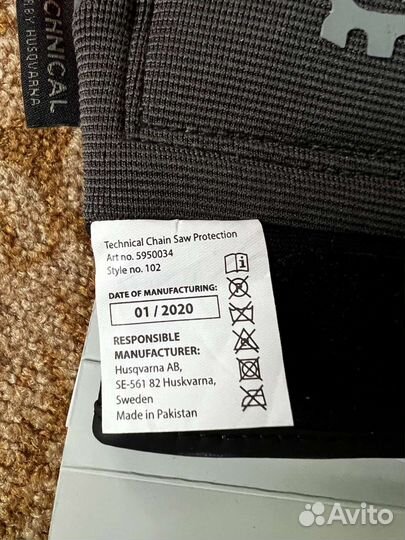 TECHNICAL
BY HUSQVARNA
Technical Chain Saw Protection
Art no. 5950034
Style no. 102
DATE OF MANUFACTURING:
01 / 2020
RESPONSIBLE
MANUFACTURER:
Husqvarna AB,
SE-561 82 Huskvarna,
Sweden
Made in Pakistan
Avito